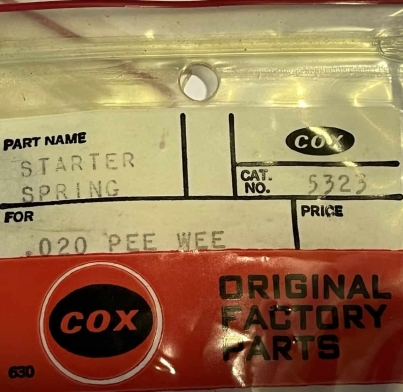 PART NAME
STARTER
SPRING
COX
CAT.
NO.
5323
FOR
.020 PEE WEE
PRICE
COX
ORIGINAL
FACTORY
PARTS
630